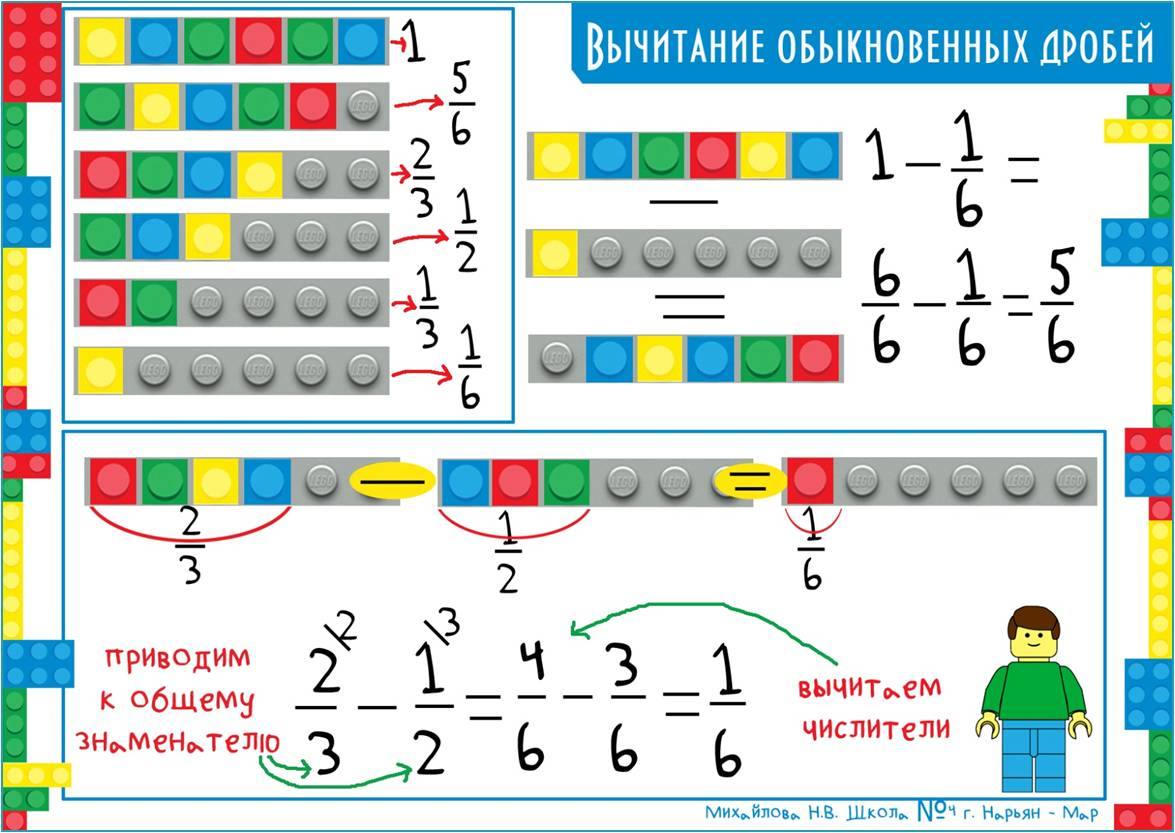 ВЫЧИТАНИЕ ОБЫКНОВЕННЫХ ДРОБЕЙ
1
5/6
2/3
1/2
1/3
1/6
LEGO
1 − 1/6 =
6/6 − 1/6 = 5/6
— =
2/3 1/2 1/6
приводим
к общему
знаменателю
2\2/3 − 1\3/2 = 4/6 − 3/6 = 1/6
вычитаем
числители
Михайлова Н.В. Школа №4 г. Нарьян - Мар